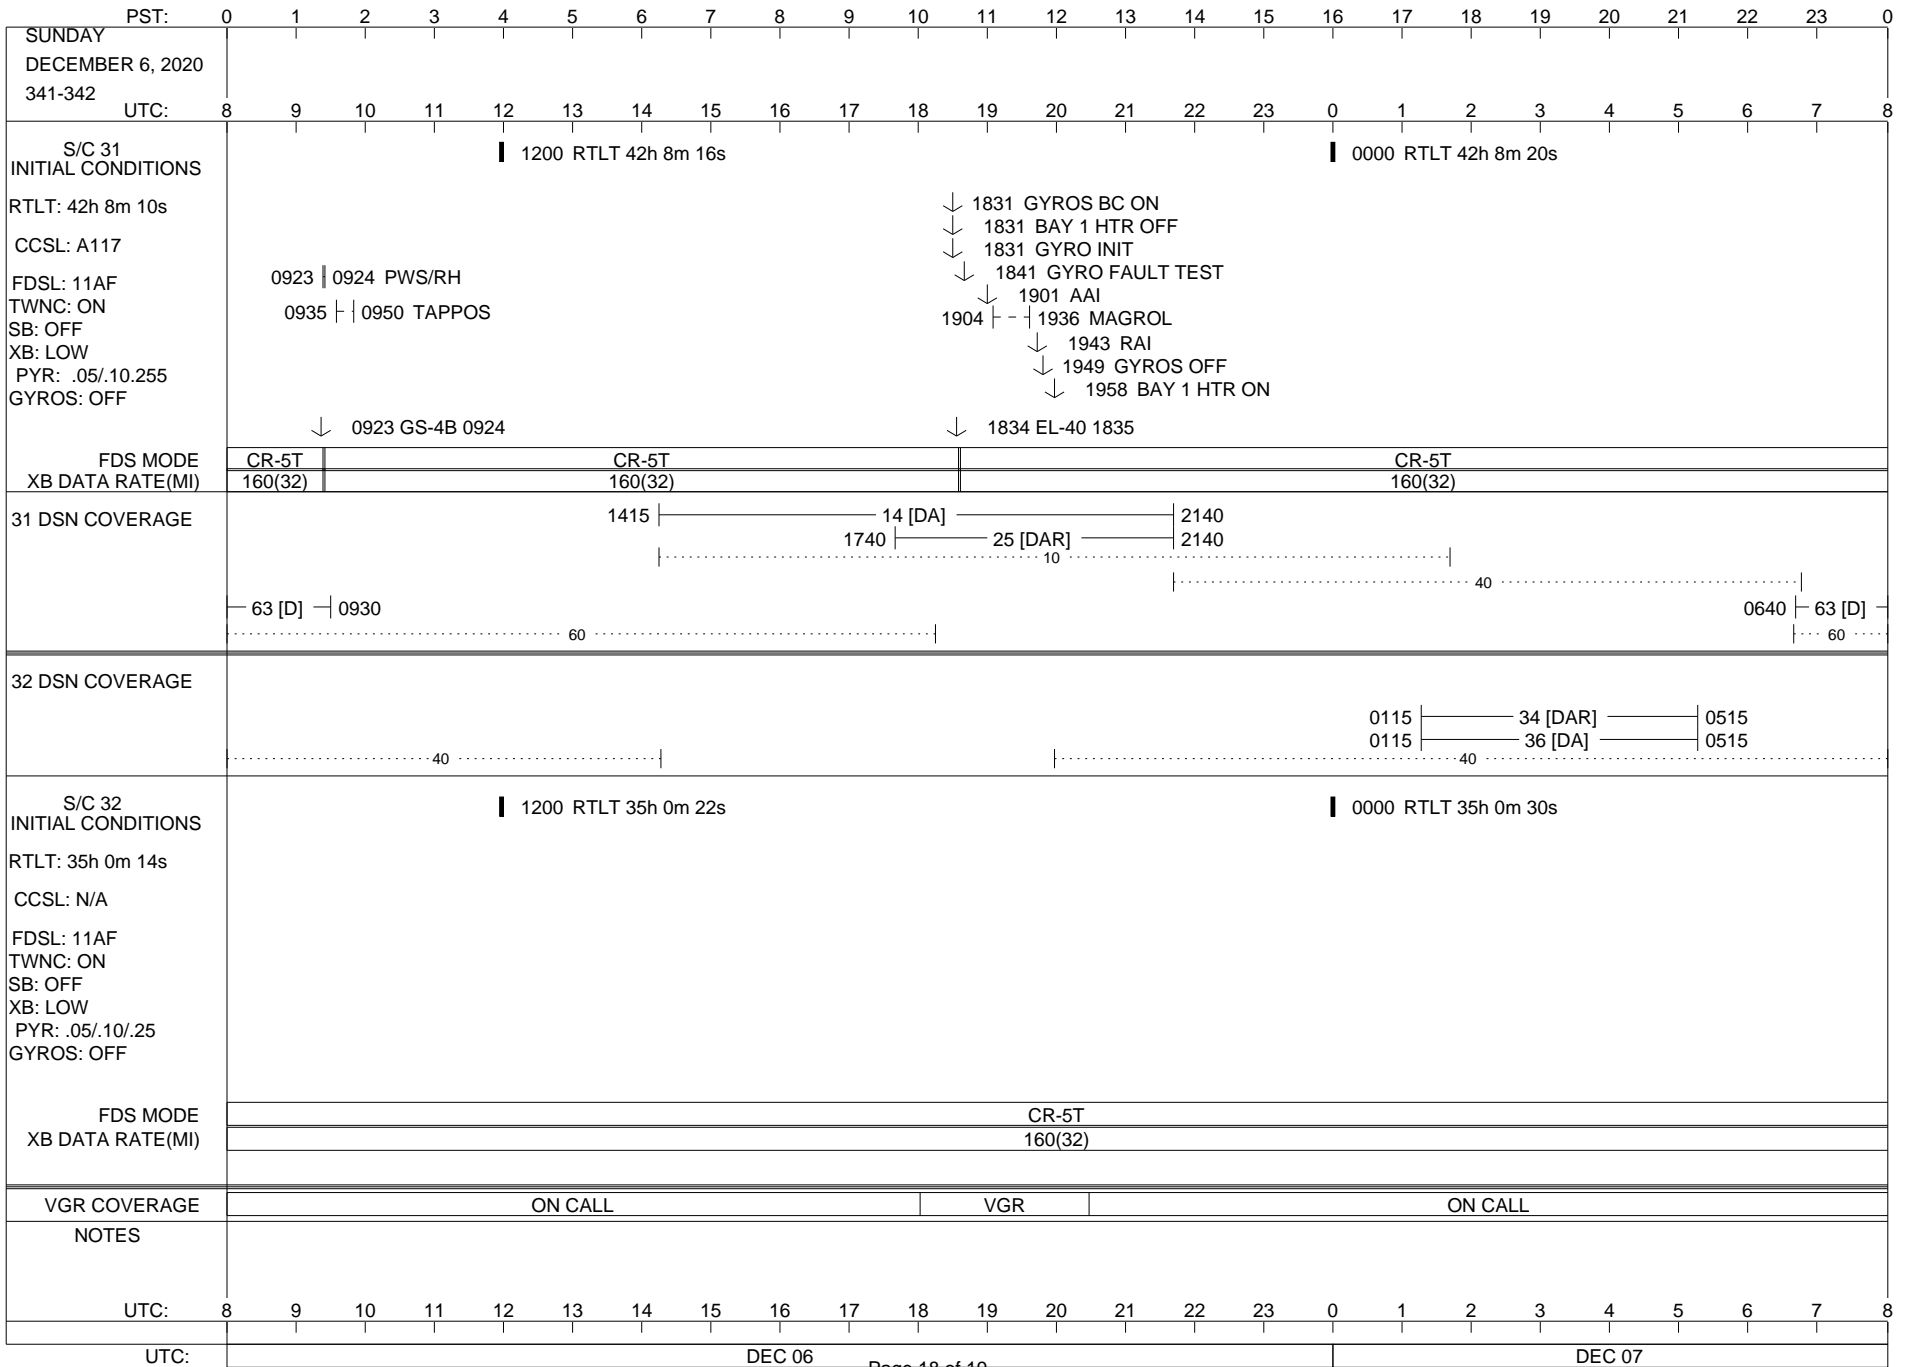 PST: 0 1 2 3 4 5 6 7 8 9 10 11 12 13 14 15 16 17 18 19 20 21 22 23 0
SUNDAY
DECEMBER 6, 2020
341-342
UTC: 8 9 10 11 12 13 14 15 16 17 18 19 20 21 22 23 0 1 2 3 4 5 6 7 8
S/C 31
INITIAL CONDITIONS
1200 RTLT 42h 8m 16s
0000 RTLT 42h 8m 20s
RTLT: 42h 8m 10s
CCSL: A117
FDSL: 11AF
TWNC: ON
SB: OFF
XB: LOW
PYR: .05/.10.255
GYROS: OFF
0923 0924 PWS/RH
0935 0950 TAPPOS
1831 GYROS BC ON
1831 BAY 1 HTR OFF
1831 GYRO INIT
1841 GYRO FAULT TEST
1901 AAI
1904 1936 MAGROL
1943 RAI
1949 GYROS OFF
1958 BAY 1 HTR ON
0923 GS-4B 0924
1834 EL-40 1835
FDS MODE CR-5T CR-5T CR-5T
XB DATA RATE(MI) 160(32) 160(32) 160(32)
31 DSN COVERAGE
1415 14 [DA] 2140
1740 25 [DAR] 2140
10
40
63 [D] 0930
0640 63 [D]
60
60
32 DSN COVERAGE
0115 34 [DAR] 0515
0115 36 [DA] 0515
40
40
S/C 32
INITIAL CONDITIONS
1200 RTLT 35h 0m 22s
0000 RTLT 35h 0m 30s
RTLT: 35h 0m 14s
CCSL: N/A
FDSL: 11AF
TWNC: ON
SB: OFF
XB: LOW
PYR: .05/.10/.25
GYROS: OFF
FDS MODE CR-5T
XB DATA RATE(MI) 160(32)
VGR COVERAGE ON CALL VGR ON CALL
NOTES
UTC: 8 9 10 11 12 13 14 15 16 17 18 19 20 21 22 23 0 1 2 3 4 5 6 7 8
UTC: DEC 06 DEC 07
Page 18 of 19